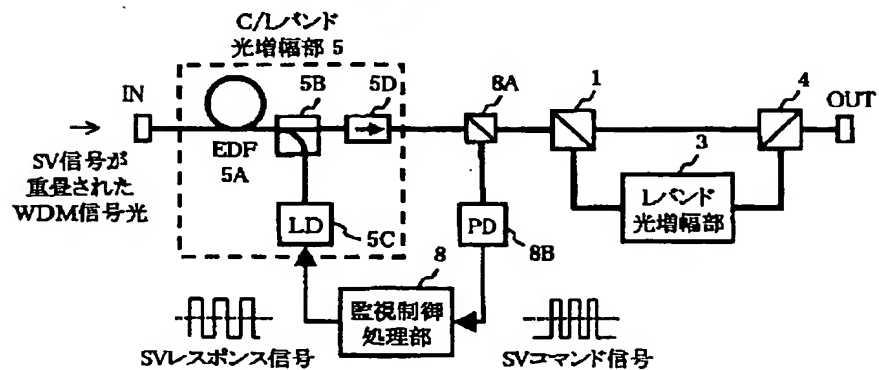 C/Lバンド
光増幅部 5
IN
5B
5D
8A
1
4
OUT
EDF
5A
SV信号が
重畳された
WDM信号光
3
Lバンド
光増幅部
LD
5C
PD
8B
8
監視制御
処理部
SVレスポンス信号
SVコマンド信号